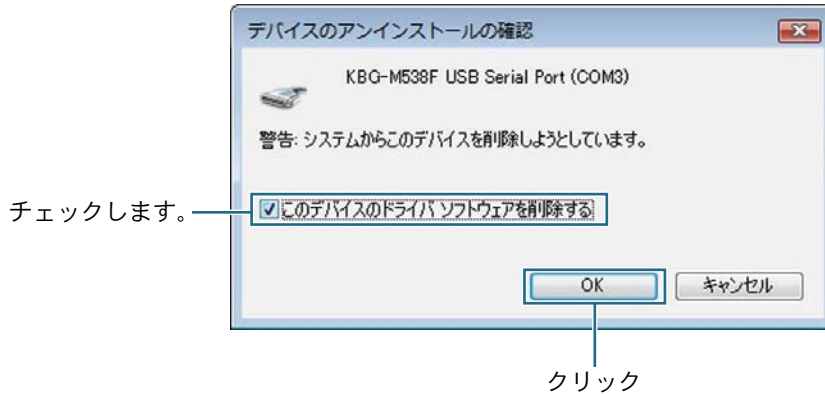 デバイスのアンインストールの確認
KBG-M538F USB Serial Port (COM3)
警告: システムからこのデバイスを削除しようとしています。
チェックします。
このデバイスのドライバ ソフトウェアを削除する
OK
キャンセル
クリック